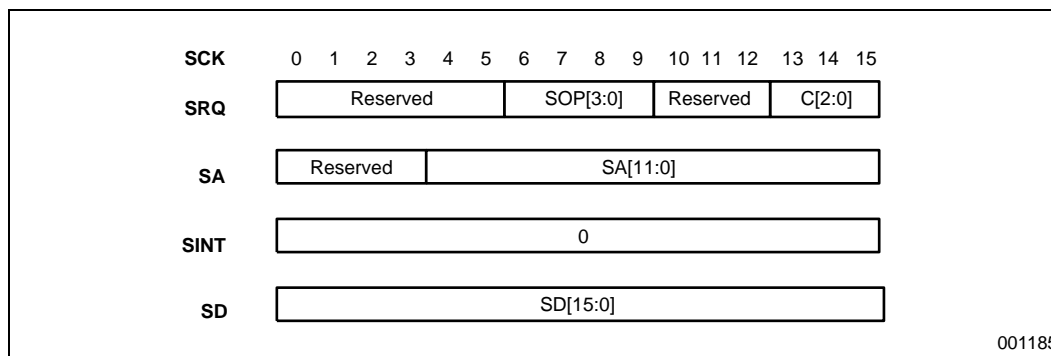 SCK 0 1 2 3 4 5 6 7 8 9 10 11 12 13 14 15
SRQ Reserved SOP[3:0] Reserved C[2:0]
SA Reserved SA[11:0]
SINT 0
SD SD[15:0]
001185